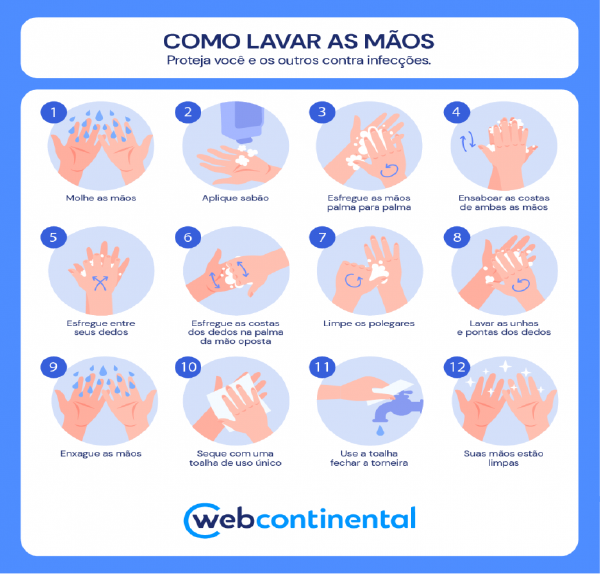 COMO LAVAR AS MÃOS
Proteja você e os outros contra infecções.
1
Molhe as mãos
2
Aplique sabão
3
Esfregue as mãos
palma para palma
4
Ensaboar as costas
de ambas as mãos
5
Esfregue entre
seus dedos
6
Esfregue as costas
dos dedos na palma
da mão oposta
7
Limpe os polegares
8
Lavar as unhas
e pontas dos dedos
9
Enxague as mãos
10
Seque com uma
toalha de uso único
11
Use a toalha
fechar a torneira
12
Suas mãos estão
limpas
webcontinental